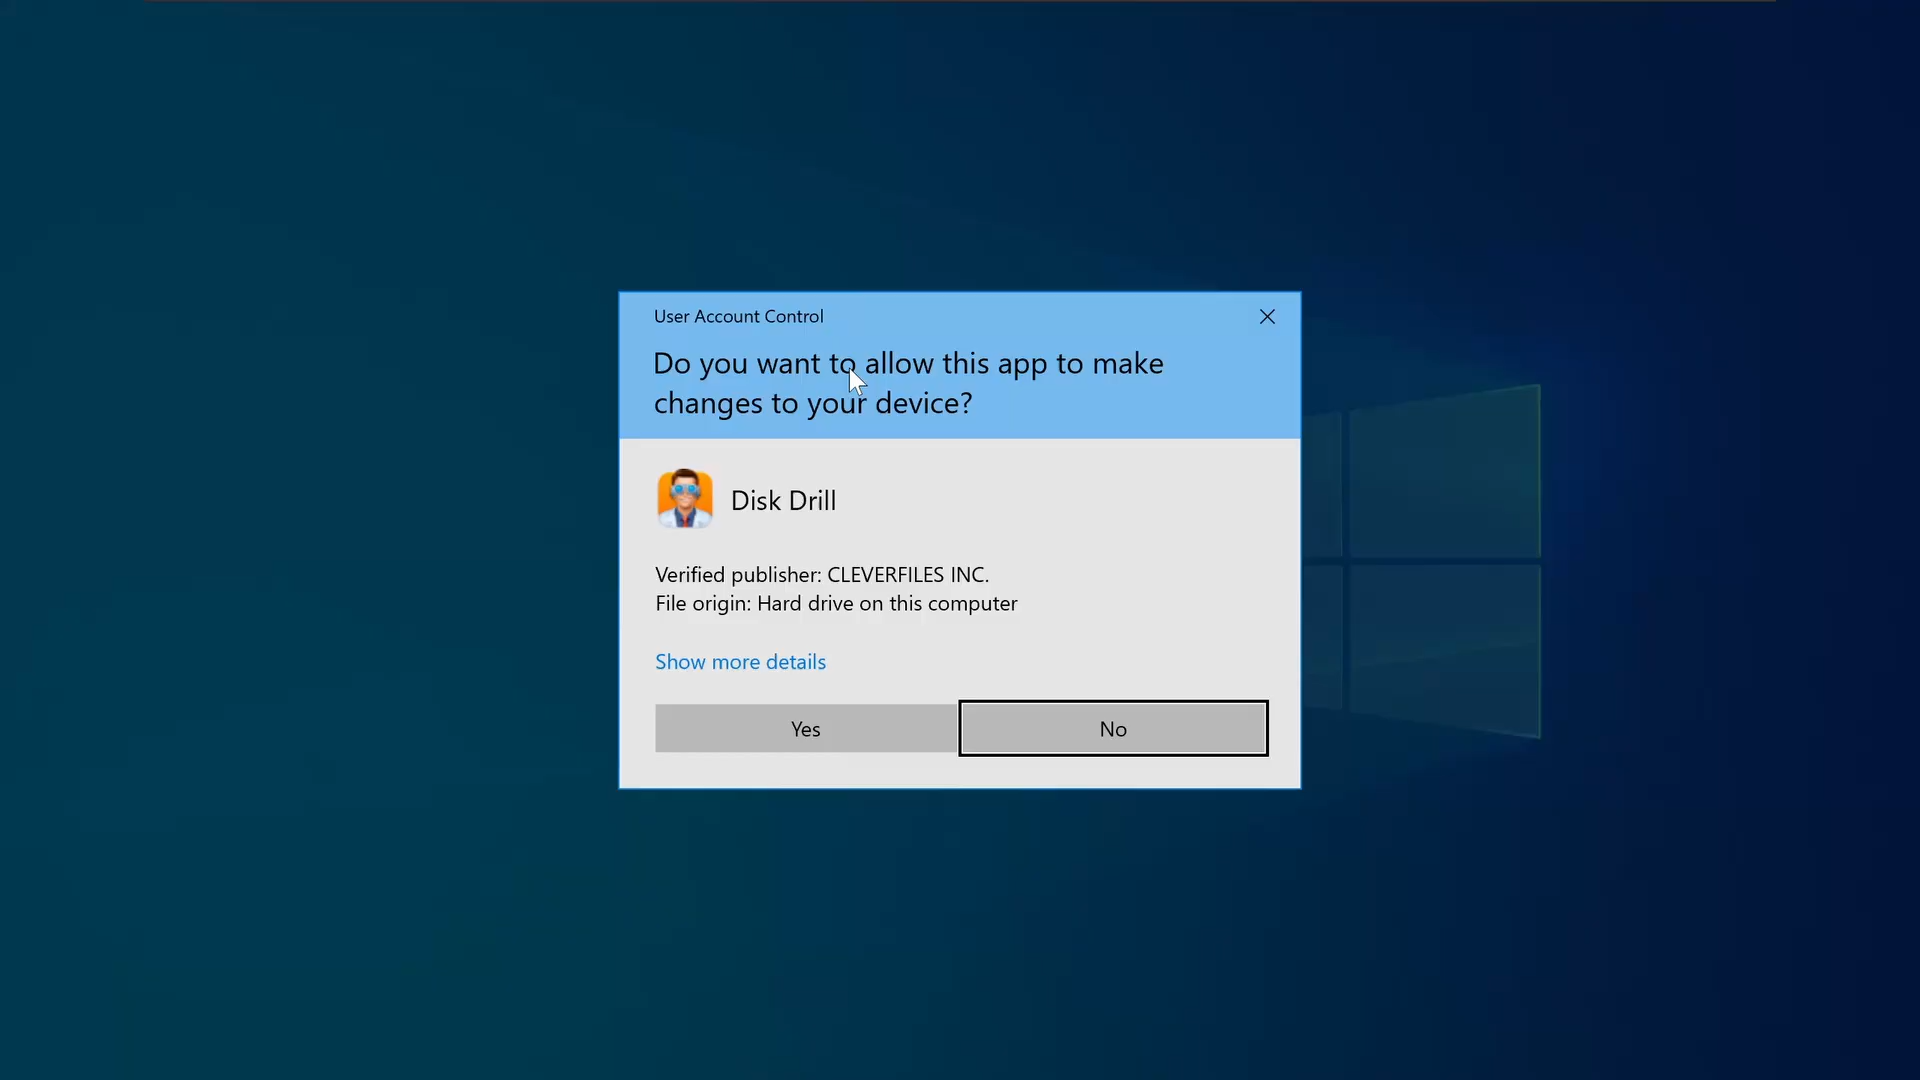 User Account Control
Do you want to allow this app to make
changes to your device?
Disk Drill
Verified publisher: CLEVERFILES INC.
File origin: Hard drive on this computer
Show more details
Yes
No